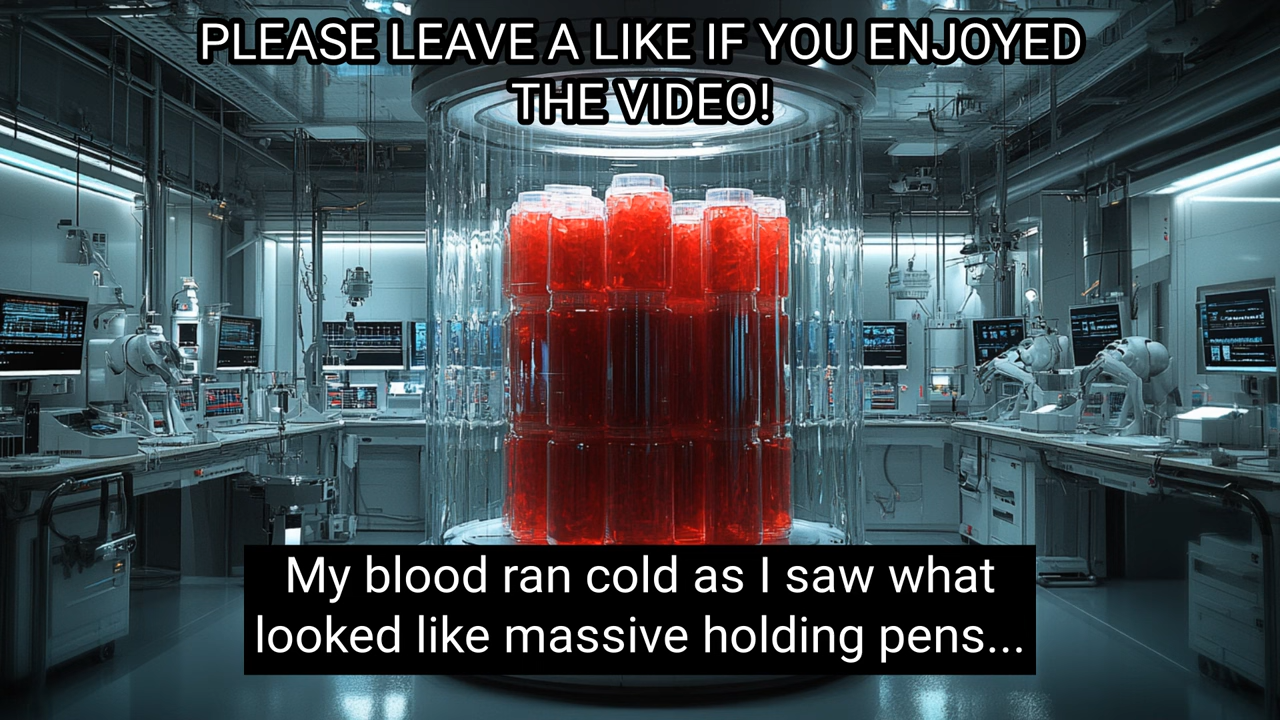 PLEASE LEAVE A LIKE IF YOU ENJOYED
THE VIDEO!
My blood ran cold as I saw what
looked like massive holding pens...